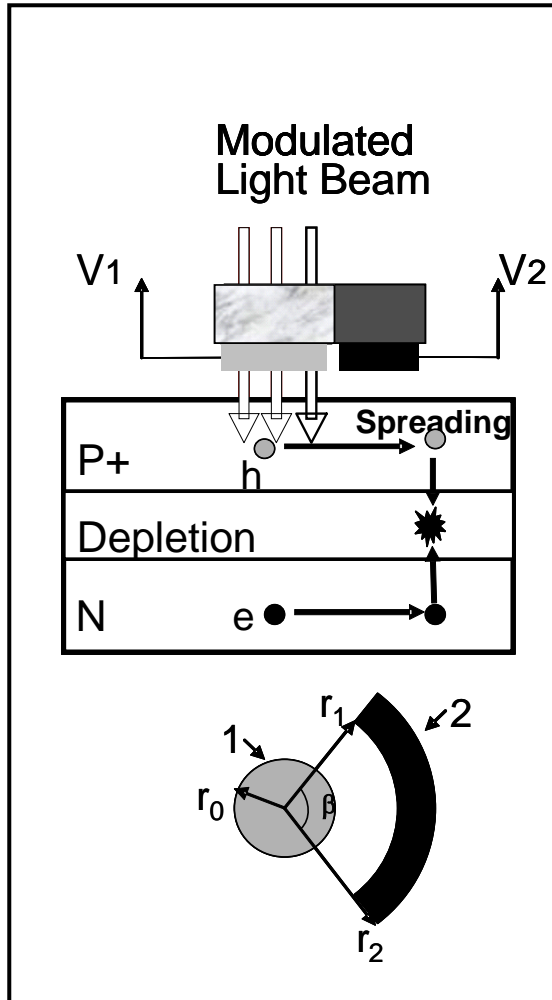 Modulated
Light Beam
V1
V2
Spreading
P+
h
Depletion
N
e
r1
2
1
r0
β
r2